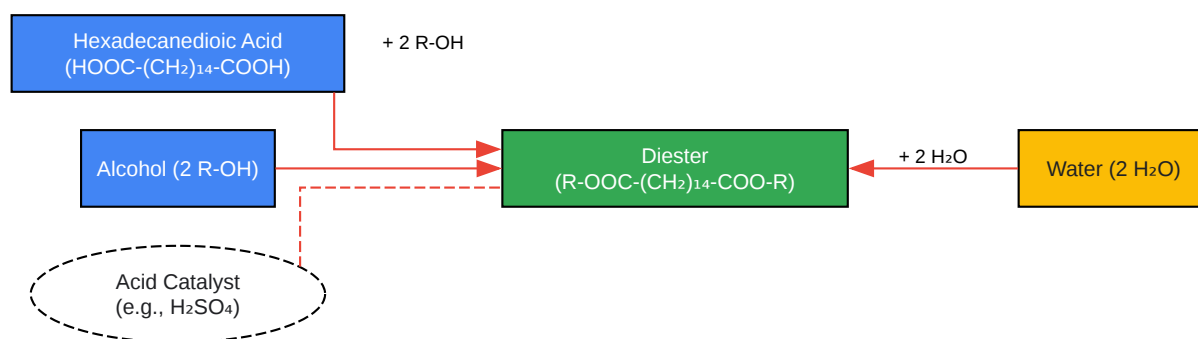 Hexadecanedioic Acid
(HOOC-(CH₂)₁₄-COOH)
+ 2 R-OH
Alcohol (2 R-OH)
Diester
(R-OOC-(CH₂)₁₄-COO-R)
+ 2 H₂O
Water (2 H₂O)
Acid Catalyst
(e.g., H₂SO₄)